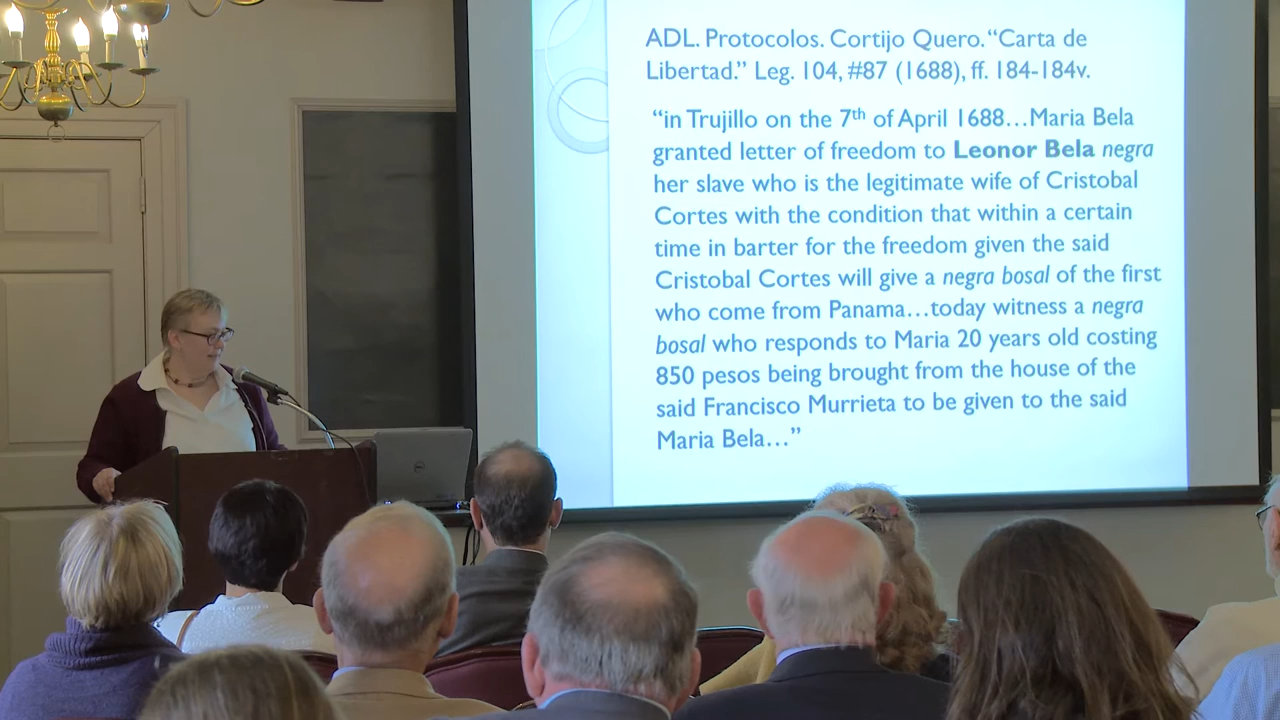 ADL. Protocolos. Cortijo Quero. “Carta de
Libertad.” Leg. 104, #87 (1688), ff. 184-184v.
“in Trujillo on the 7th of April 1688…Maria Bela
granted letter of freedom to Leonor Bela negra
her slave who is the legitimate wife of Cristobal
Cortes with the condition that within a certain
time in barter for the freedom given the said
Cristobal Cortes will give a negra bosal of the first
who come from Panama…today witness a negra
bosal who responds to Maria 20 years old costing
850 pesos being brought from the house of the
said Francisco Murrieta to be given to the said
Maria Bela…”